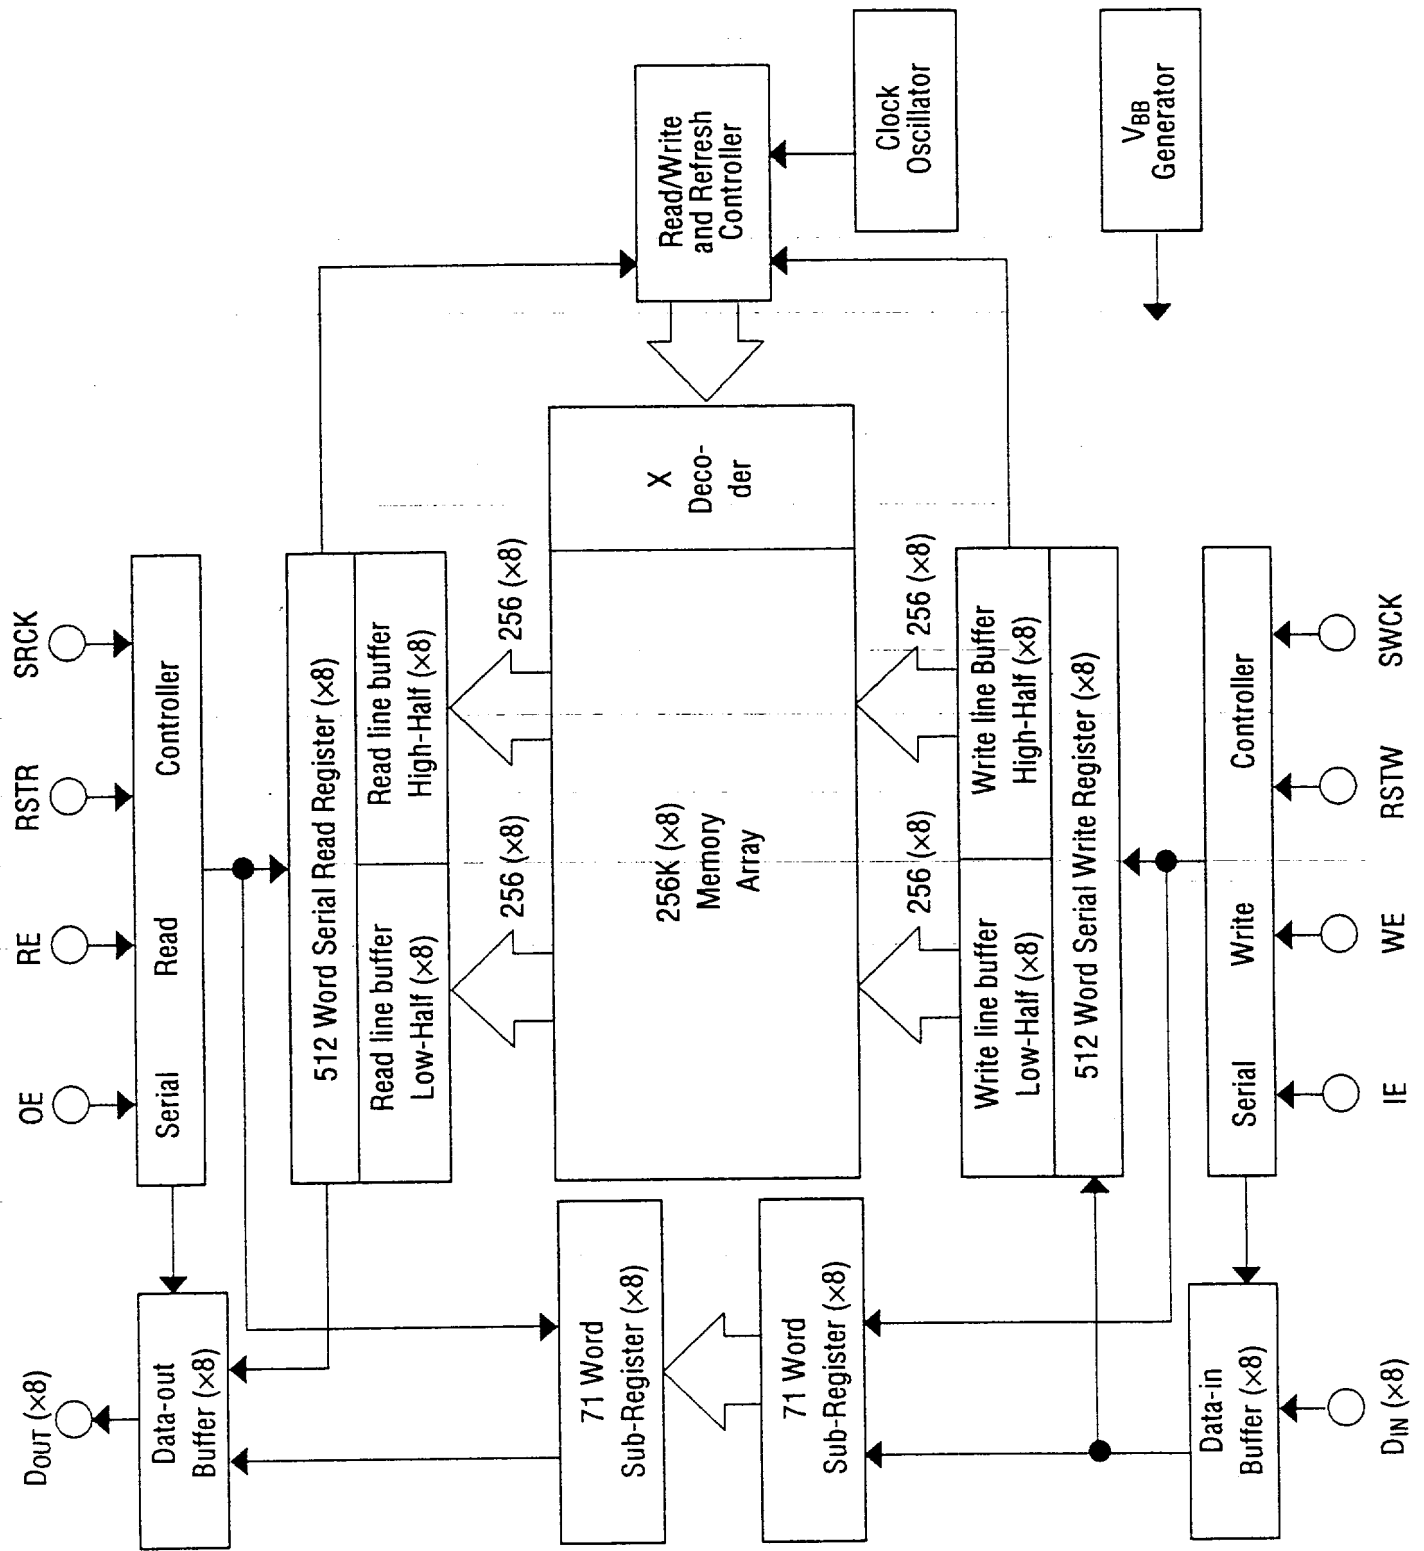 DOUT (×8)
OE
RE
RSTR
SRCK
Data-out
Buffer (×8)
Serial Read Controller
512 Word Serial Read Register (×8)
Read line buffer
Low-Half (×8)
Read line buffer
High-Half (×8)
256 (×8)
256 (×8)
71 Word
Sub-Register (×8)
71 Word
Sub-Register (×8)
256K (×8)
Memory
Array
X
Deco-
der
Read/Write
and Refresh
Controller
Clock
Oscillator
VBB
Generator
256 (×8)
256 (×8)
Write line buffer
Low-Half (×8)
Write line Buffer
High-Half (×8)
512 Word Serial Write Register (×8)
Data-in
Buffer (×8)
Serial Write Controller
DIN (×8)
IE
WE
RSTW
SWCK